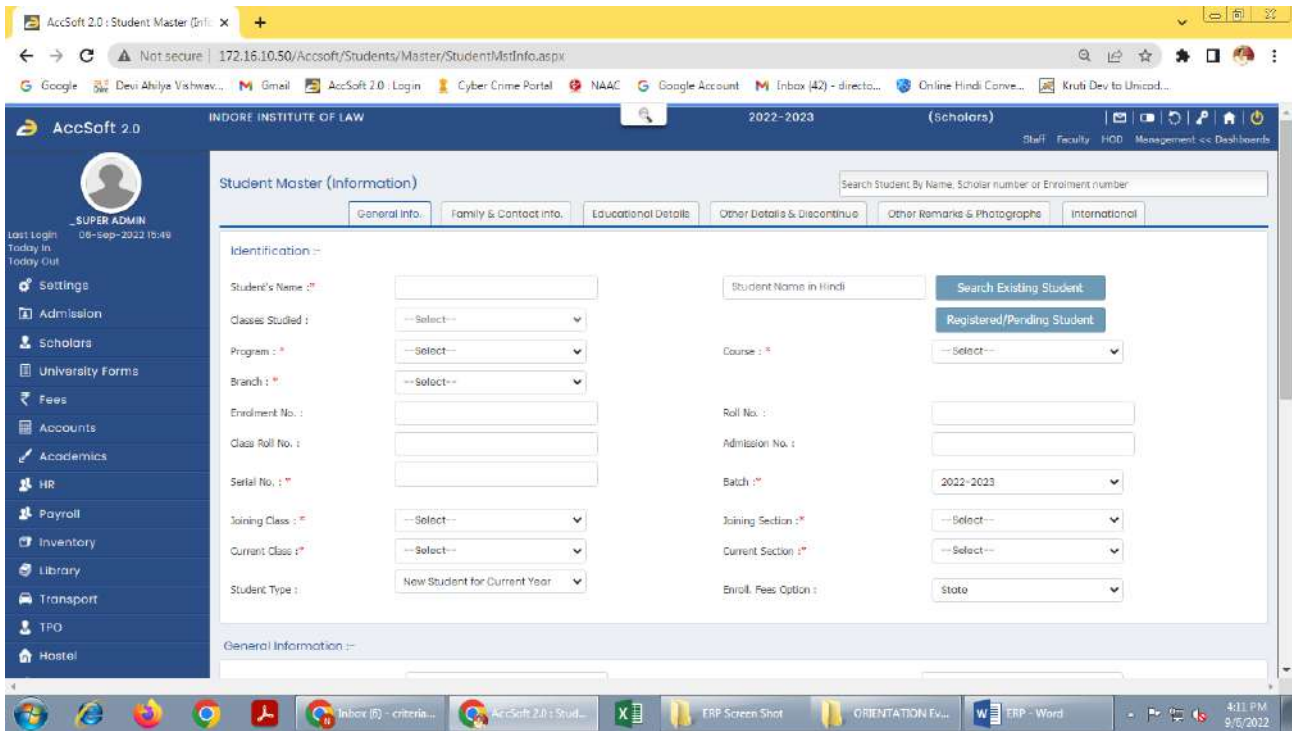 AccSoft 2.0 : Student Master (Info
Not secure | 172.16.10.50/Accsoft/Students/Master/StudentMstInfo.aspx
Google Devi Ahilya Vishwav... Gmail AccSoft 2.0 : Login Cyber Crime Portal NAAC Google Account Inbox (42) - directo... Online Hindi Conve... Kruti Dev to Unicod...
AccSoft 2.0 INDORE INSTITUTE OF LAW 2022-2023 (Scholars)
Staff Faculty HOD Management << Dashboards
Student Master (Information) Search Student By Name, Scholar number or Enrolment number
_SUPER ADMIN
Last Login 06-Sep-2022 15:49
Today In
Today Out
Settings
Admission
Scholars
University Forms
₹ Fees
Accounts
Academics
HR
Payroll
Inventory
Library
Transport
TPO
Hostel
General Info. Family & Contact Info. Educational Details Other Details & Discontinue Other Remarks & Photographs International
Identification :-
Student's Name :* Student Name in Hindi Search Existing Student
Classes Studied : --Select-- Registered/Pending Student
Program : * --Select-- Course : * --Select--
Branch : * --Select--
Enrolment No. : Roll No. :
Class Roll No. : Admission No. :
Serial No. : * Batch :* 2022-2023
Joining Class : * --Select-- Joining Section :* --Select--
Current Class :* --Select-- Current Section :* --Select--
Student Type : New Student for Current Year Enroll. Fees Option : State
General Information :-
Inbox (6) - criteria... AccSoft 2.0 : Stud... ERP Screen Shot ORIENTATION Ev... ERP - Word 4:11 PM
9/6/2022